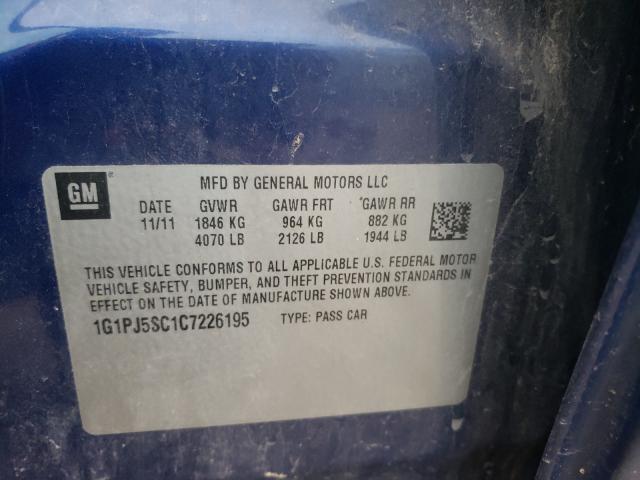 GM
MFD BY GENERAL MOTORS LLC
DATE GVWR GAWR FRT GAWR RR
11/11 1846 KG 964 KG 882 KG
4070 LB 2126 LB 1944 LB
THIS VEHICLE CONFORMS TO ALL APPLICABLE U.S. FEDERAL MOTOR
VEHICLE SAFETY, BUMPER, AND THEFT PREVENTION STANDARDS IN
EFFECT ON THE DATE OF MANUFACTURE SHOWN ABOVE.
1G1PJ5SC1C7226195 TYPE: PASS CAR